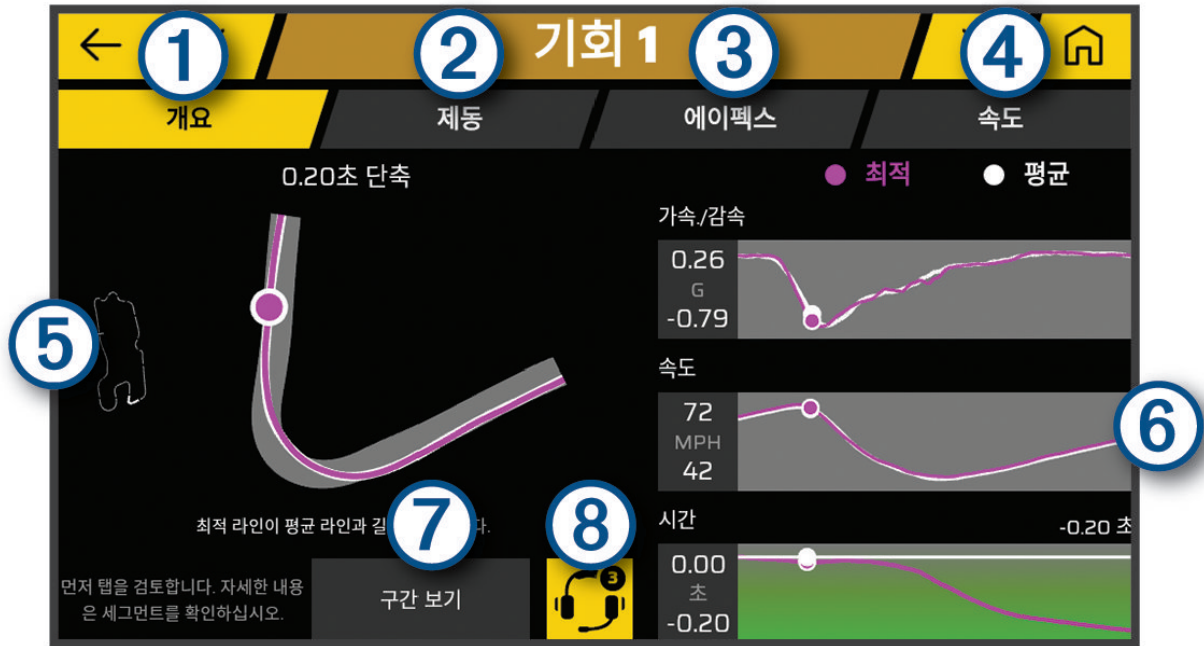 ① ② 기회 1 ③ ④
개요 제동 에이펙스 속도
0.20초 단축
최적 평균
가속./감속
0.26
G
-0.79
⑤
속도
72
MPH
42
⑥
최적 라인이 평균 라인과 다.
⑦ ⑧
시간 -0.20 초
먼저 탭을 검토합니다. 자세한 내용
은 세그먼트를 확인하십시오.
구간 보기
3
0.00
초
-0.20